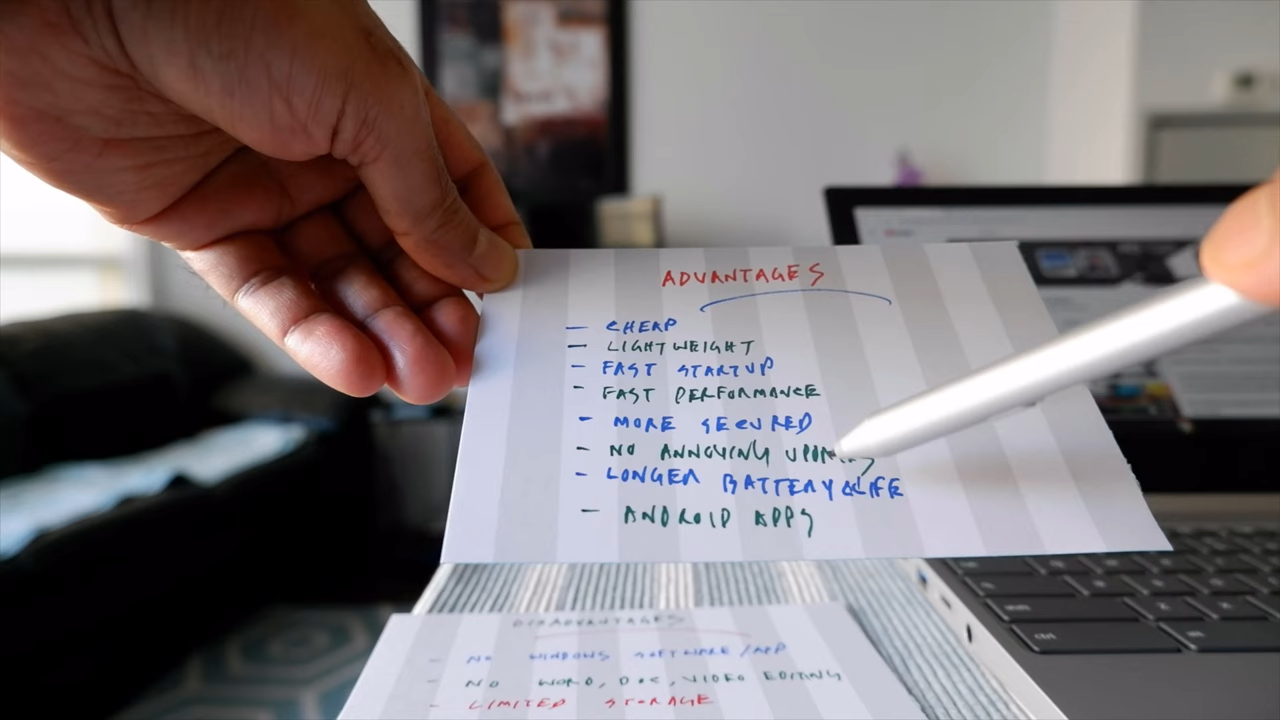 ADVANTAGES
- CHEAP
- LIGHTWEIGHT
- FAST STARTUP
- FAST PERFORMANCE
- MORE SECURED
- NO ANNOYING
- LONGER BATTERY LIFE
- ANDROID APPS
DISADVANTAGES
- NO WINDOWS SOFTWARE/APP
- NO WORD, DOC, VIDEO EDITING
- LIMITED STORAGE
ctrl